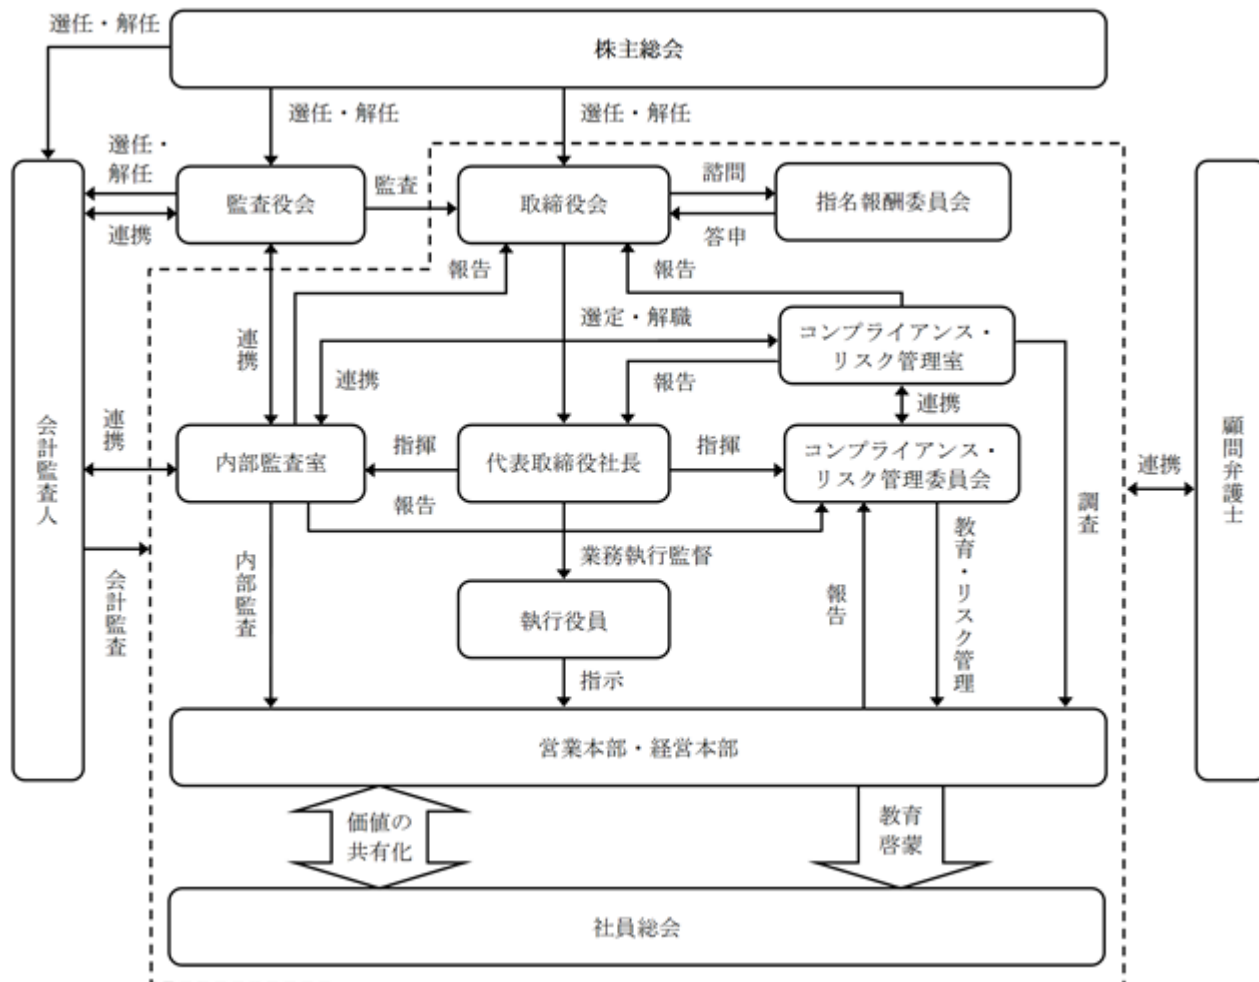 選任・解任
株主総会
選任・解任
選任・解任
選任・
解任
監査役会
監査
取締役会
諮問
指名報酬委員会
連携
答申
報告
報告
選定・解職
コンプライアンス・
リスク管理室
連携
連携
報告
連携
会計監査人
連携
内部監査室
指揮
代表取締役社長
指揮
コンプライアンス・
リスク管理委員会
連携
顧問弁護士
報告
調査
業務執行監督
会計監査
内部監査
執行役員
報告
教育・リスク管理
指示
営業本部・経営本部
価値の
共有化
教育
啓蒙
社員総会